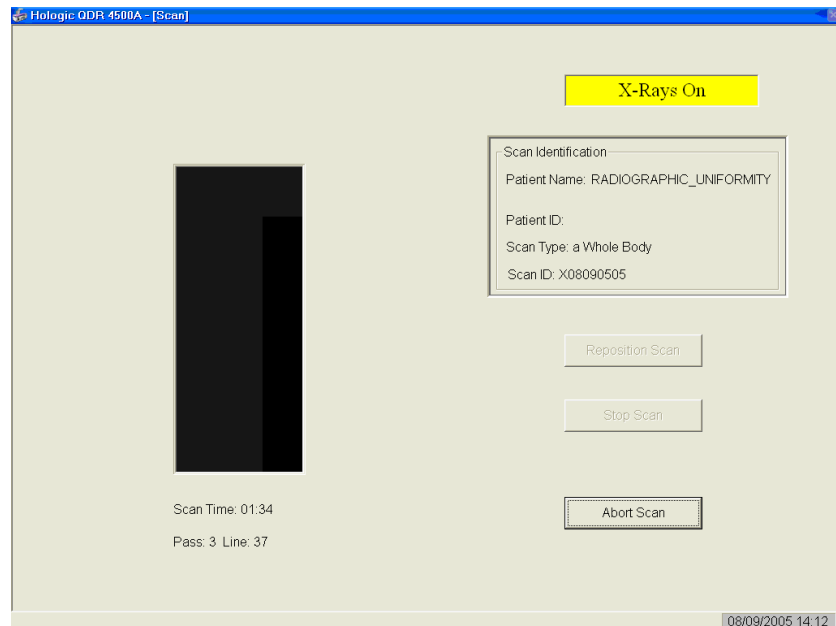 Hologic QDR 4500A - [Scan]
X-Rays On
Scan Identification
Patient Name: RADIOGRAPHIC_UNIFORMITY
Patient ID:
Scan Type: a Whole Body
Scan ID: X08090505
Reposition Scan
Stop Scan
Scan Time: 01:34
Abort Scan
Pass: 3 Line: 37
08/09/2005 14:12